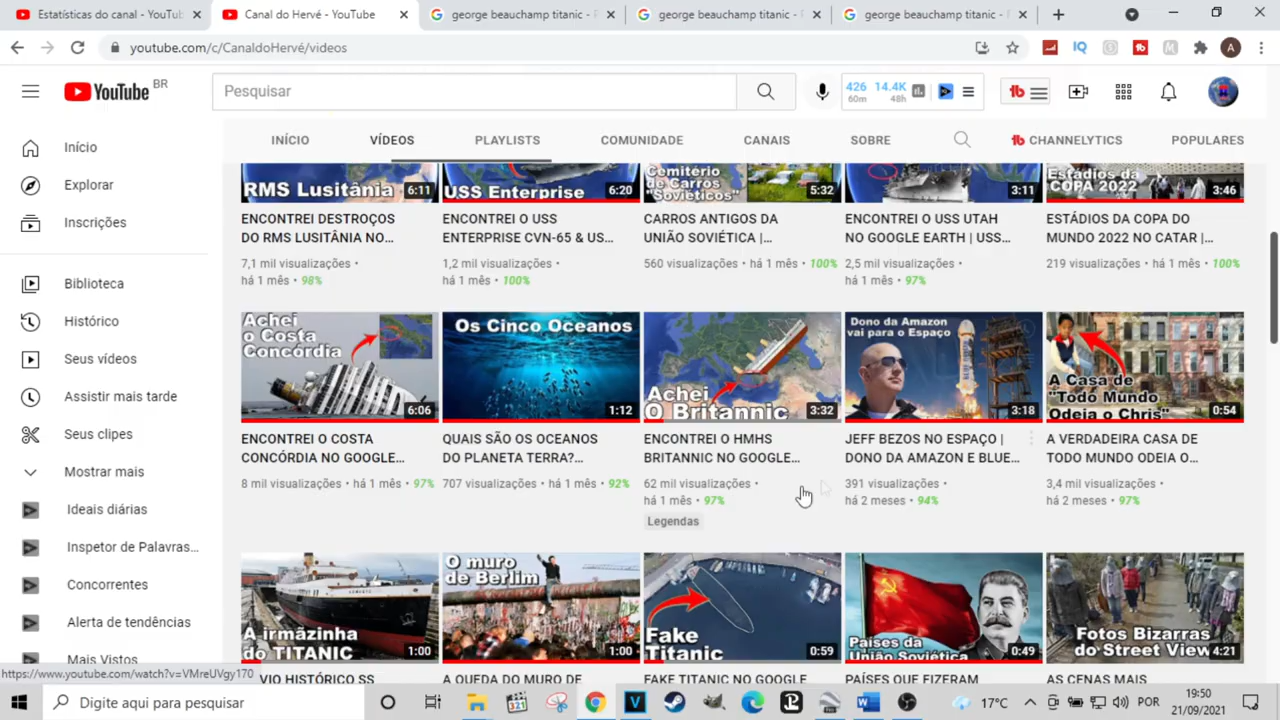 Estatísticas do canal - YouTub
Canal do Hervé - YouTube
george beauchamp titanic - P
george beauchamp titanic - P
george beauchamp titanic - P
youtube.com/c/CanaldoHervé/videos
IQ
A
YouTube BR
Pesquisar
426 14.4K
60m 48h
INÍCIO
VÍDEOS
PLAYLISTS
COMUNIDADE
CANAIS
SOBRE
CHANNELYTICS
POPULARES
Início
Explorar
Inscrições
Biblioteca
Histórico
Seus vídeos
Assistir mais tarde
Seus clipes
Mostrar mais
Ideais diárias
Inspetor de Palavras...
Concorrentes
Alerta de tendências
Mais Vistos
RMS Lusitânia 6:11
ENCONTREI DESTROÇOS
DO RMS LUSITÂNIA NO...
7,1 mil visualizações •
há 1 mês • 98%
USS Enterprise 6:20
ENCONTREI O USS
ENTERPRISE CVN-65 & US...
1,2 mil visualizações •
há 1 mês • 100%
Cemitério
de Carros
"Soviéticos" 5:32
CARROS ANTIGOS DA
UNIÃO SOVIÉTICA |...
560 visualizações • há 1 mês • 100%
3:11
ENCONTREI O USS UTAH
NO GOOGLE EARTH | USS...
2,5 mil visualizações •
há 1 mês • 97%
Estádios da
COPA 2022 3:46
ESTÁDIOS DA COPA DO
MUNDO 2022 NO CATAR |...
219 visualizações • há 1 mês • 100%
Achei
o Costa
Concórdia
6:06
ENCONTREI O COSTA
CONCÓRDIA NO GOOGLE...
8 mil visualizações • há 1 mês • 97%
Os Cinco Oceanos
1:12
QUAIS SÃO OS OCEANOS
DO PLANETA TERRA?...
707 visualizações • há 1 mês • 92%
Achei
O Britannic 3:32
ENCONTREI O HMHS
BRITANNIC NO GOOGLE...
62 mil visualizações •
há 1 mês • 97%
Legendas
Dono da Amazon
vai para o Espaço
3:18
JEFF BEZOS NO ESPAÇO |
DONO DA AMAZON E BLUE...
391 visualizações •
há 2 meses • 94%
A Casa de
"Todo Mundo
Odeia o Chris" 0:54
A VERDADEIRA CASA DE
TODO MUNDO ODEIA O...
3,4 mil visualizações •
há 2 meses • 97%
A irmãzinha
do TITANIC 1:00
VIO HISTÓRICO SS
O muro
de Berlim
1:00
A QUEDA DO MURO DE
Fake
Titanic 0:59
FAKE TITANIC NO GOOGLE
Países da
União Soviética 0:49
PAÍSES QUE FIZERAM
Fotos Bizarras
do Street View 4:21
AS CENAS MAIS
https://www.youtube.com/watch?v=VMreUVgy170
Digite aqui para pesquisar
17°C
POR
19:50
21/09/2021